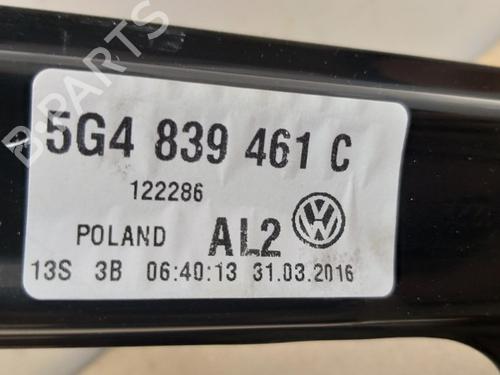 5G4 839 461 C
122286
POLAND AL2
13S 3B 06:40:13 31.03.2016
B-PARTS